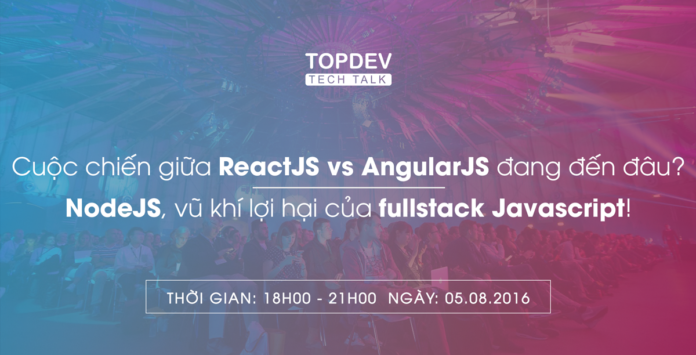 TOPDEV
TECH TALK
Cuộc chiến giữa ReactJS vs AngularJS đang đến đâu?
NodeJS, vũ khí lợi hại của fullstack Javascript!
THỜI GIAN: 18H00 - 21H00 NGÀY: 05.08.2016